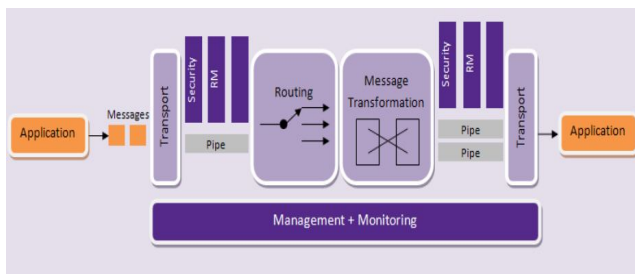 Application
Messages
Transport
Security
RM
Pipe
Routing
Message
Transformation
Security
RM
Pipe
Pipe
Transport
Application
Management + Monitoring